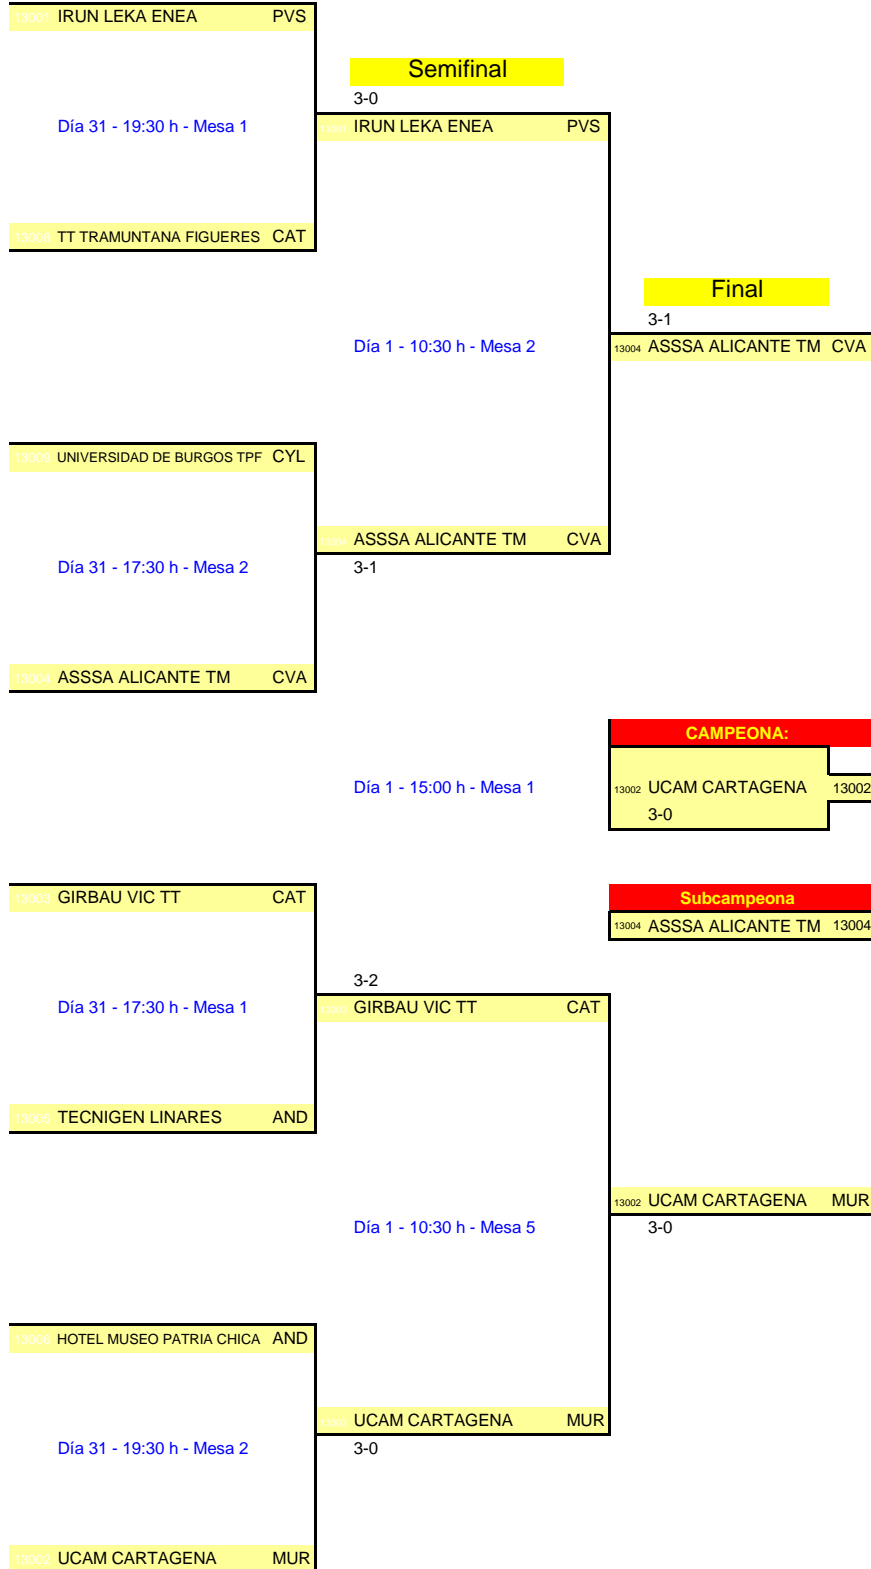 13001 IRUN LEKA ENEA PVS
Semifinal
3-0
Día 31 - 19:30 h - Mesa 1
IRUN LEKA ENEA PVS
TT TRAMUNTANA FIGUERES CAT
Final
3-1
Día 1 - 10:30 h - Mesa 2
13004 ASSSA ALICANTE TM CVA
UNIVERSIDAD DE BURGOS TPF CYL
ASSSA ALICANTE TM CVA
Día 31 - 17:30 h - Mesa 2
3-1
13004 ASSSA ALICANTE TM CVA
CAMPEONA:
Día 1 - 15:00 h - Mesa 1
13002 UCAM CARTAGENA 13002
3-0
13003 GIRBAU VIC TT CAT
Subcampeona
13004 ASSSA ALICANTE TM 13004
3-2
Día 31 - 17:30 h - Mesa 1
GIRBAU VIC TT CAT
TECNIGEN LINARES AND
13002 UCAM CARTAGENA MUR
Día 1 - 10:30 h - Mesa 5
3-0
HOTEL MUSEO PATRIA CHICA AND
UCAM CARTAGENA MUR
Día 31 - 19:30 h - Mesa 2
3-0
13002 UCAM CARTAGENA MUR